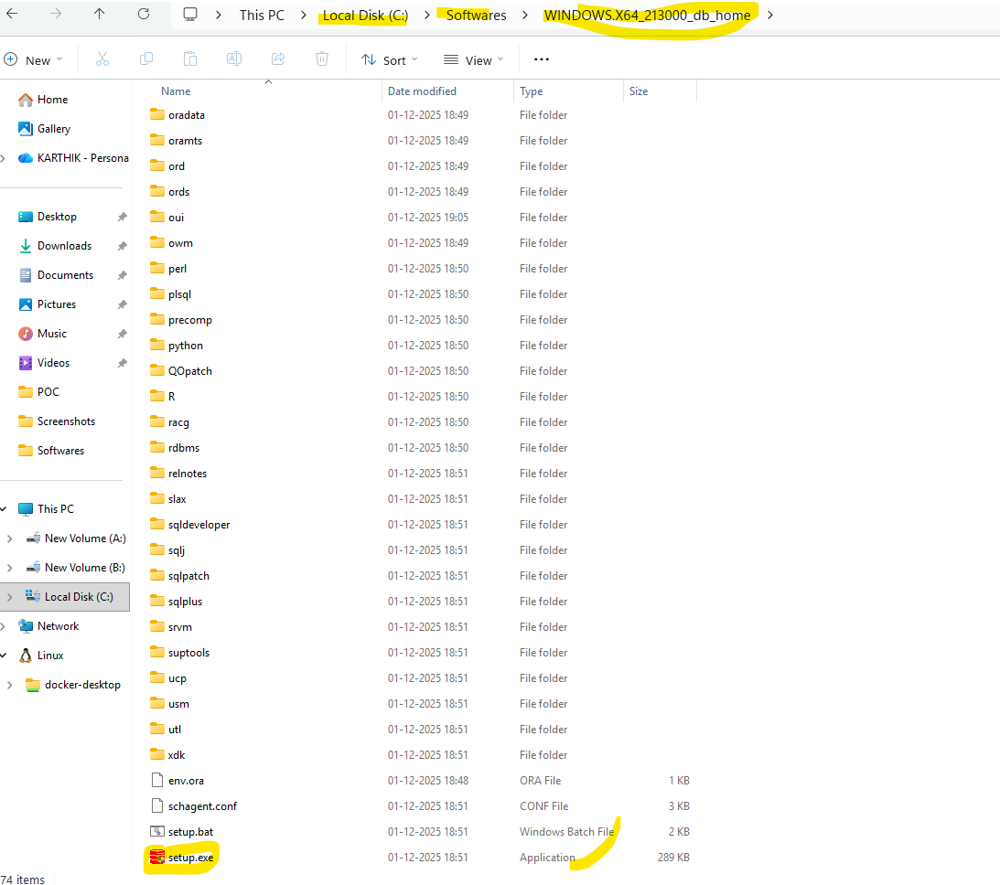 This PC > Local Disk (C:) > Softwares > WINDOWS.X64_213000_db_home >
New Sort View ...
Name Date modified Type Size
Home
Gallery
KARTHIK - Persona
Desktop
Downloads
Documents
Pictures
Music
Videos
POC
Screenshots
Softwares
This PC
New Volume (A:)
New Volume (B:)
Local Disk (C:)
Network
Linux
docker-desktop
oradata 01-12-2025 18:49 File folder
oramts 01-12-2025 18:49 File folder
ord 01-12-2025 18:49 File folder
ords 01-12-2025 18:49 File folder
oui 01-12-2025 19:05 File folder
owm 01-12-2025 18:49 File folder
perl 01-12-2025 18:50 File folder
plsql 01-12-2025 18:50 File folder
precomp 01-12-2025 18:50 File folder
python 01-12-2025 18:50 File folder
QOpatch 01-12-2025 18:50 File folder
R 01-12-2025 18:50 File folder
racg 01-12-2025 18:50 File folder
rdbms 01-12-2025 18:50 File folder
relnotes 01-12-2025 18:51 File folder
slax 01-12-2025 18:51 File folder
sqldeveloper 01-12-2025 18:51 File folder
sqlj 01-12-2025 18:51 File folder
sqlpatch 01-12-2025 18:51 File folder
sqlplus 01-12-2025 18:51 File folder
srvm 01-12-2025 18:51 File folder
suptools 01-12-2025 18:51 File folder
ucp 01-12-2025 18:51 File folder
usm 01-12-2025 18:51 File folder
utl 01-12-2025 18:51 File folder
xdk 01-12-2025 18:51 File folder
env.ora 01-12-2025 18:48 ORA File 1 KB
schagent.conf 01-12-2025 18:51 CONF File 3 KB
setup.bat 01-12-2025 18:51 Windows Batch File 2 KB
setup.exe 01-12-2025 18:51 Application 289 KB
74 items